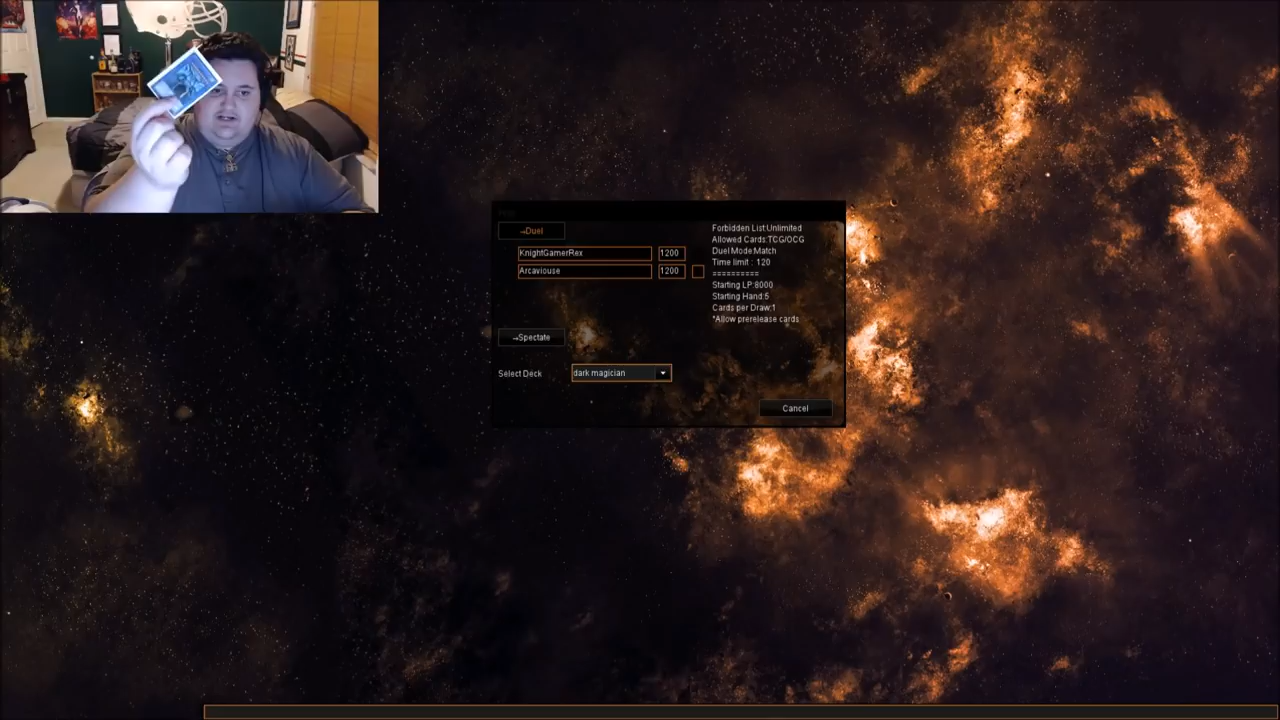 →Duel
KnightGamerRex 1200
Arcaviouse 1200
→Spectate
Select Deck dark magician
Forbidden List:Unlimited
Allowed Cards:TCG/OCG
Duel Mode:Match
Time limit : 120
==========
Starting LP:8000
Starting Hand:5
Cards per Draw:1
*Allow prerelease cards
Cancel